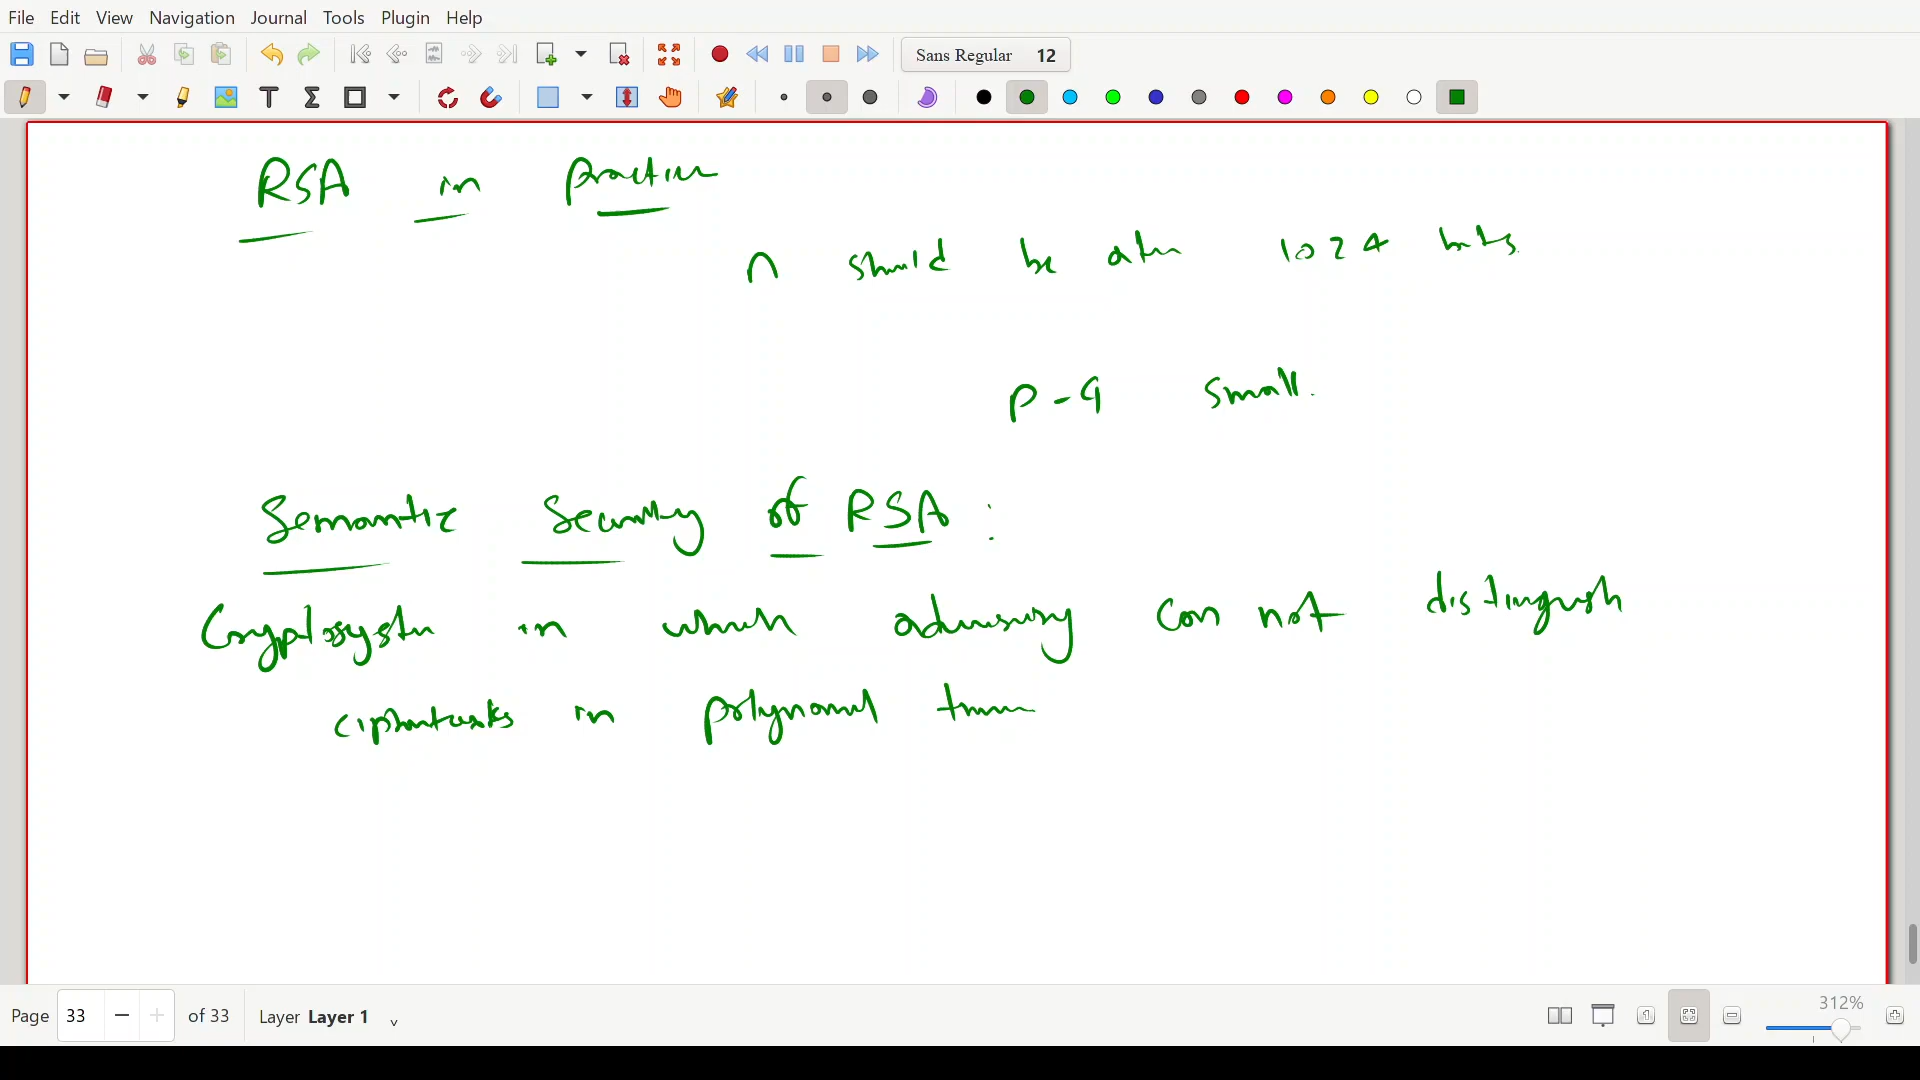 File Edit View Navigation Journal Tools Plugin Help
Sans Regular 12
RSA in practice
n should be atleast 1024 bits.
p - q small.
Semantic Security of RSA :
Cryptosystem in which adversary can not distinguish
ciphertexts in polynomial time
Page 33 of 33 Layer Layer 1 312%